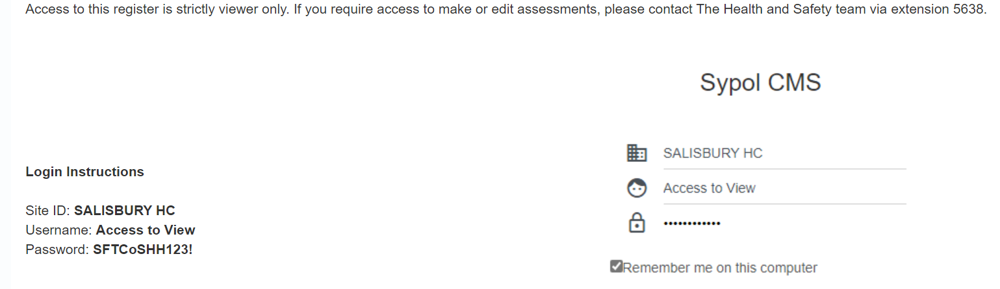 Access to this register is strictly viewer only. If you require access to make or edit assessments, please contact The Health and Safety team via extension 5638.
Sypol CMS
SALISBURY HC
Access to View
••••••••••••
Remember me on this computer
Login Instructions
Site ID: SALISBURY HC
Username: Access to View
Password: SFTCoSHH123!